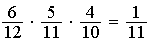 6/12 · 5/11 · 4/10 = 1/11